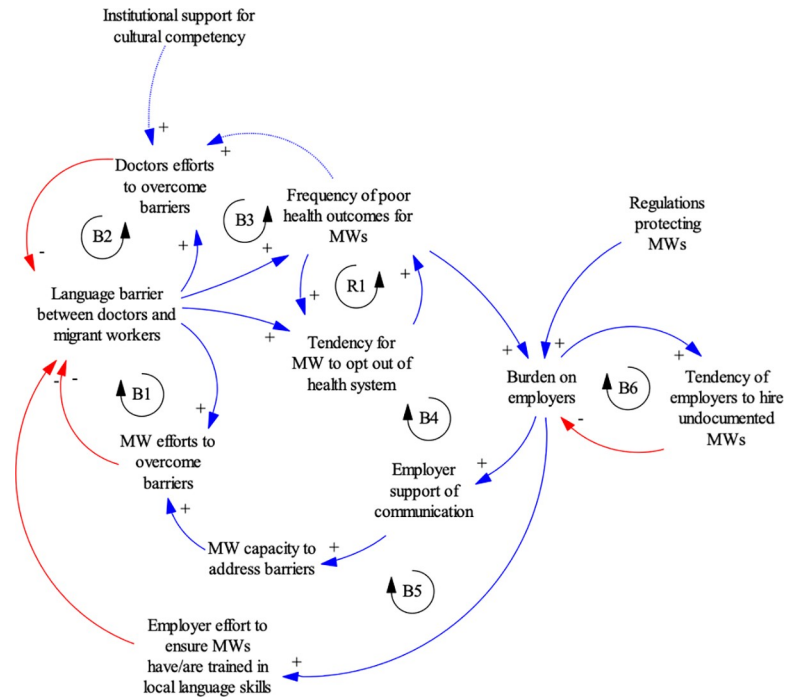 Institutional support for
cultural competency
+
+
Doctors efforts
to overcome
barriers
Frequency of poor
health outcomes for
MWs
Regulations
protecting
MWs
B2
B3
-
+
+
R1
+
+
Language barrier
between doctors and
migrant workers
+
Tendency for
MW to opt out of
health system
+
+
+
Burden on
employers
B6
Tendency of
employers to hire
undocumented
MWs
-
-
-
B1
+
B4
MW efforts to
overcome
barriers
+
Employer
support of
communication
+
MW capacity to
address barriers
+
B5
Employer effort to
ensure MWs
have/are trained in
local language skills
+